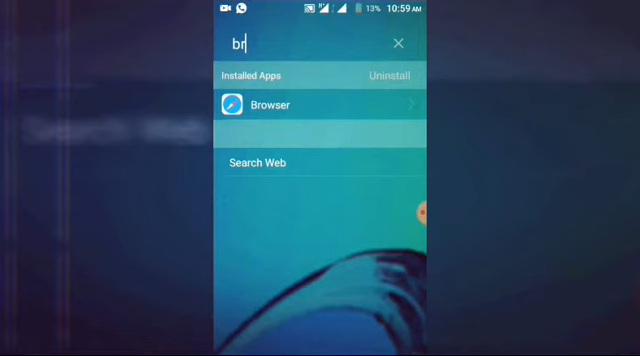 13% 10:59 AM
br
Installed Apps Uninstall
Browser
Search Web